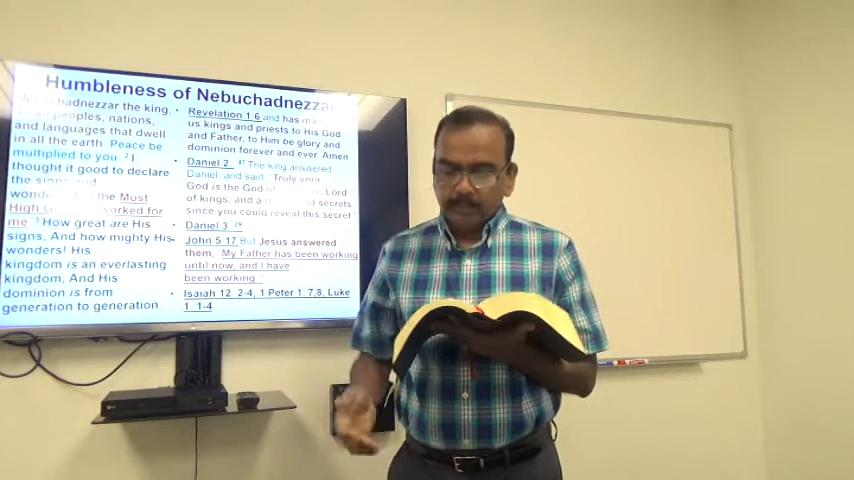 Humbleness of Nebuchadnezzar
Nebuchadnezzar the king,
To all peoples, nations,
and languages that dwell
in all the earth: Peace be
multiplied to you. 2 I
thought it good to declare
the signs and
the Most
High worked for
me. 3 How great are His
signs, And how mighty His
wonders! His
kingdom is an everlasting
kingdom, And His
dominion is from
generation to generation
• Revelation 1:6 and has made
us kings and priests to His God
and Father, to Him be glory and
dominion forever and ever. Amen
• Daniel 2. 47 The king answered
Daniel, and said, "Truly your
God is the God of Lord
of kings, and a of secrets
since you could reveal this secret"
• Daniel 3. 29
• John 5:17 But Jesus answered
them, My Father has been working
until now, and I have
been working."
• Isaiah 12. 2-4, 1 Peter 1. 7,8, Luke
1. 1-4